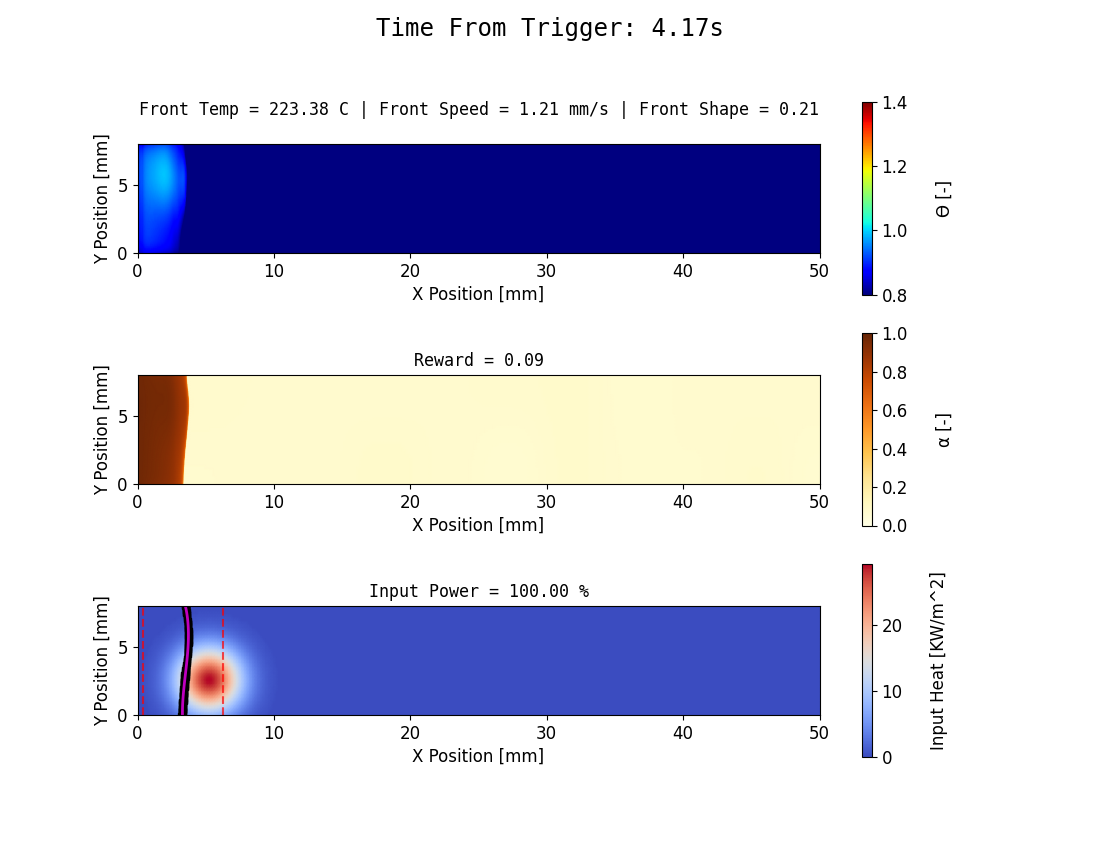 Time From Trigger: 4.17s
Front Temp = 223.38 C | Front Speed = 1.21 mm/s | Front Shape = 0.21
Y Position [mm]
5
0
0 10 20 30 40 50
X Position [mm]
1.4
1.2
1.0
0.8
Θ [-]
Reward = 0.09
Y Position [mm]
5
0
0 10 20 30 40 50
X Position [mm]
1.0
0.8
0.6
0.4
0.2
0.0
α [-]
Input Power = 100.00 %
Y Position [mm]
5
0
0 10 20 30 40 50
X Position [mm]
20
10
0
Input Heat [KW/m^2]